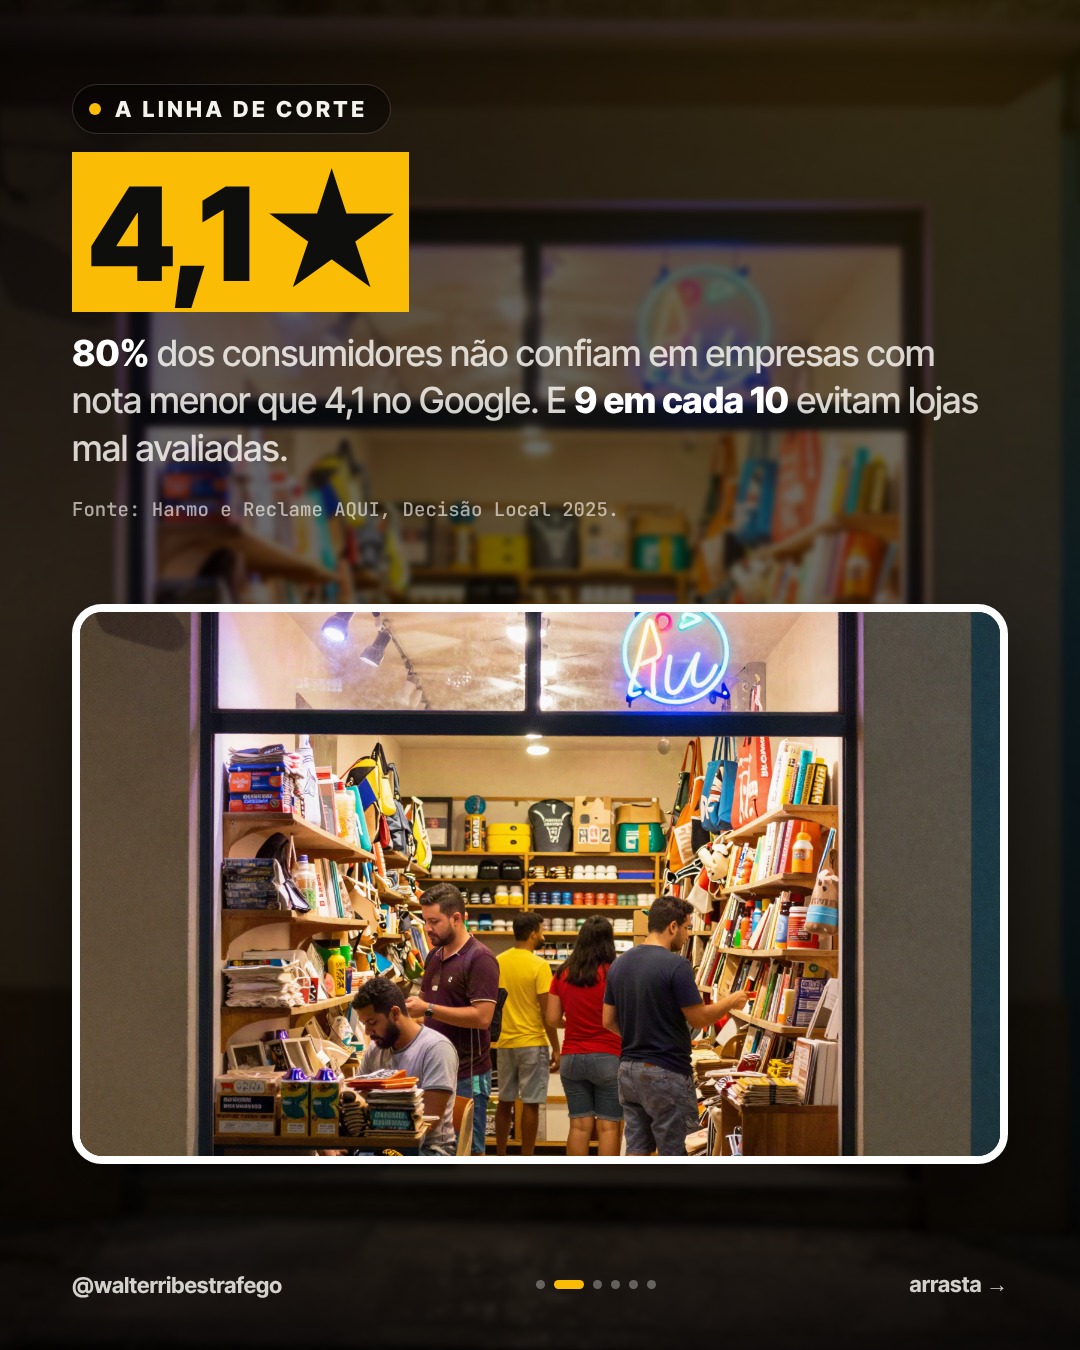 A LINHA DE CORTE
4,1★
80% dos consumidores não confiam em empresas com
nota menor que 4,1 no Google. E 9 em cada 10 evitam lojas
mal avaliadas.
Fonte: Harmo e Reclame AQUI, Decisão Local 2025.
@walterribestrafego
arrasta →